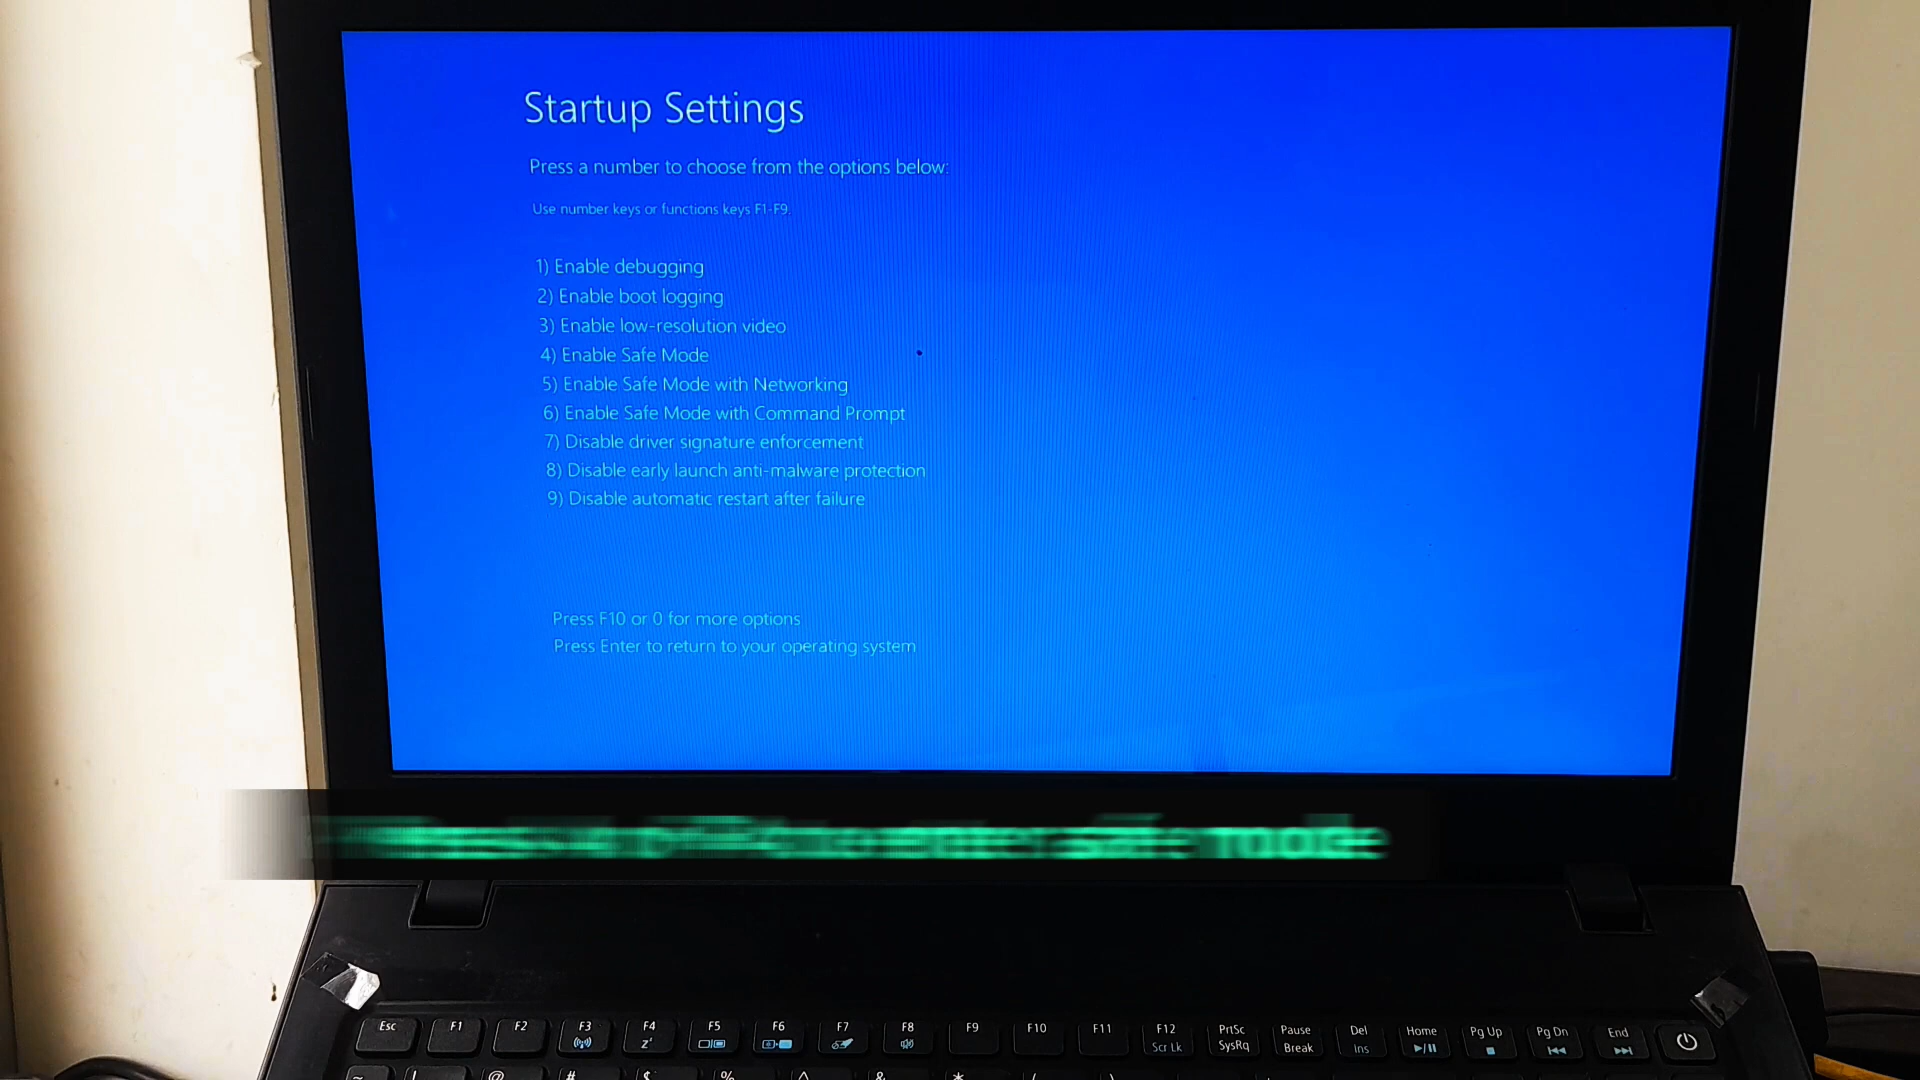 Startup Settings
Press a number to choose from the options below:
Use number keys or functions keys F1-F9.
1) Enable debugging
2) Enable boot logging
3) Enable low-resolution video
4) Enable Safe Mode
5) Enable Safe Mode with Networking
6) Enable Safe Mode with Command Prompt
7) Disable driver signature enforcement
8) Disable early launch anti-malware protection
9) Disable automatic restart after failure
Press F10 or 0 for more options
Press Enter to return to your operating system
enter safe mode
Esc F1 F2 F3 F4 F5 F6 F7 F8 F9 F10 F11 F12 PrtSc Pause Del Home Pg Up Pg Dn End
Scr Lk SysRq Break Ins
~ ! @ # $ % ^ & * ( )